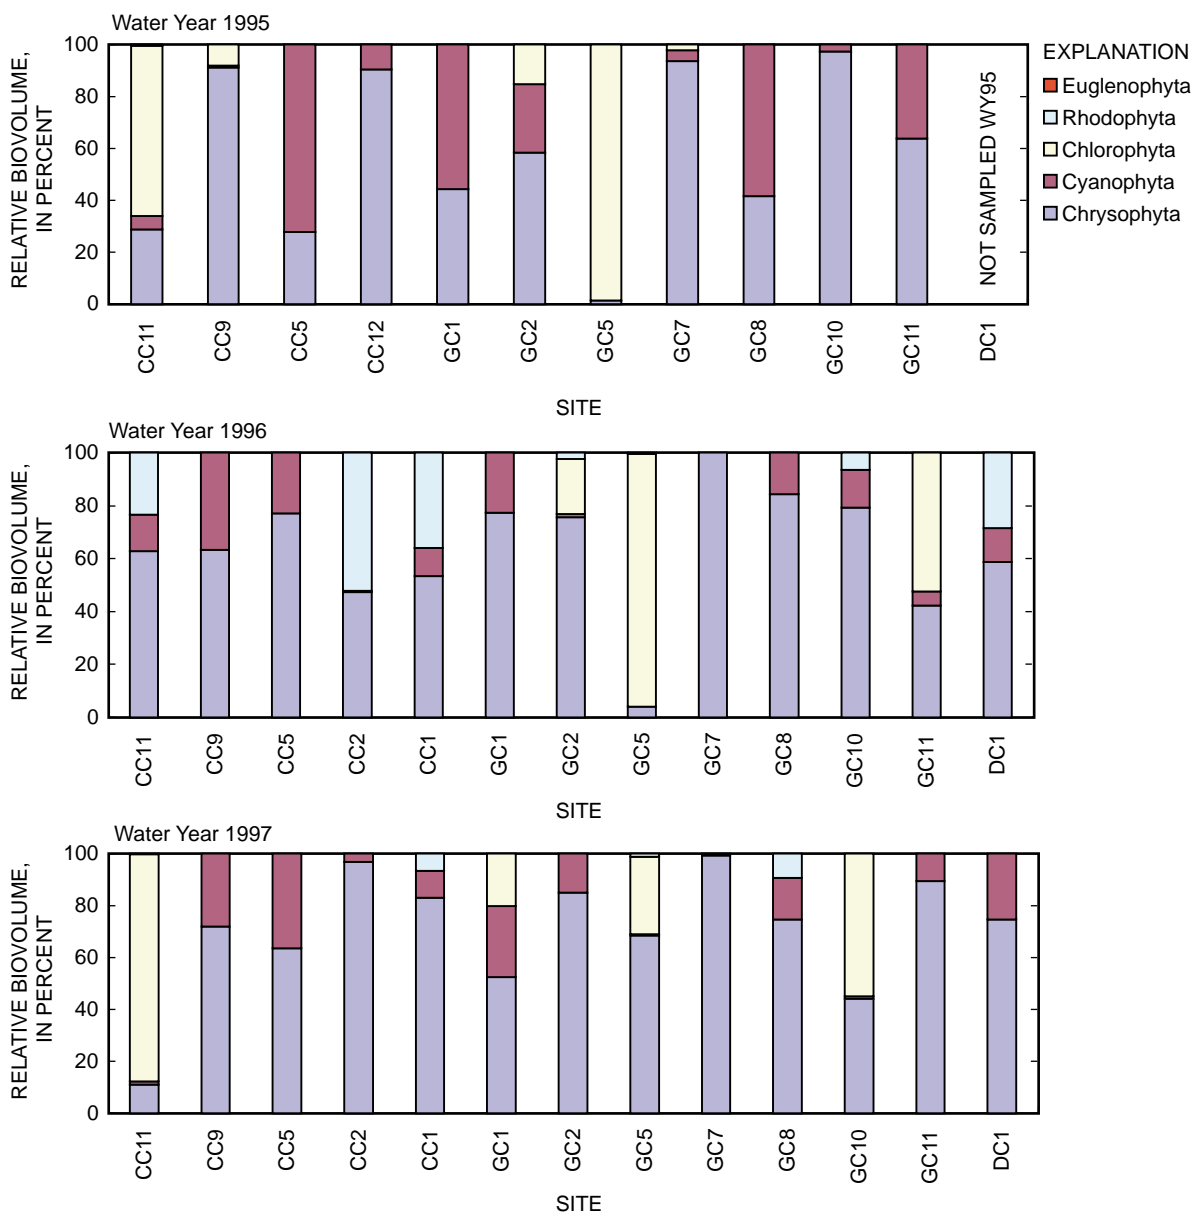 Water Year 1995
RELATIVE BIOVOLUME,
IN PERCENT
100
80
60
40
20
0
NOT SAMPLED WY95
CC11 CC9 CC5 CC12 GC1 GC2 GC5 GC7 GC8 GC10 GC11 DC1
SITE
EXPLANATION
Euglenophyta
Rhodophyta
Chlorophyta
Cyanophyta
Chrysophyta
Water Year 1996
RELATIVE BIOVOLUME,
IN PERCENT
100
80
60
40
20
0
CC11 CC9 CC5 CC2 CC1 GC1 GC2 GC5 GC7 GC8 GC10 GC11 DC1
SITE
Water Year 1997
RELATIVE BIOVOLUME,
IN PERCENT
100
80
60
40
20
0
CC11 CC9 CC5 CC2 CC1 GC1 GC2 GC5 GC7 GC8 GC10 GC11 DC1
SITE